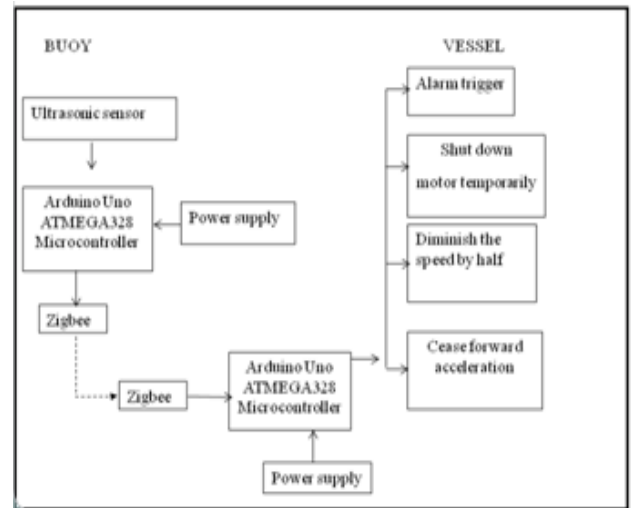 BUOY
VESSEL
Alarm trigger
Ultrasonic sensor
Shut down
motor temporarily
Arduino Uno
ATMEGA328
Microcontroller
Power supply
Diminish the
speed by half
Zigbee
Cease forward
acceleration
Zigbee
Arduino Uno
ATMEGA328
Microcontroller
Power supply